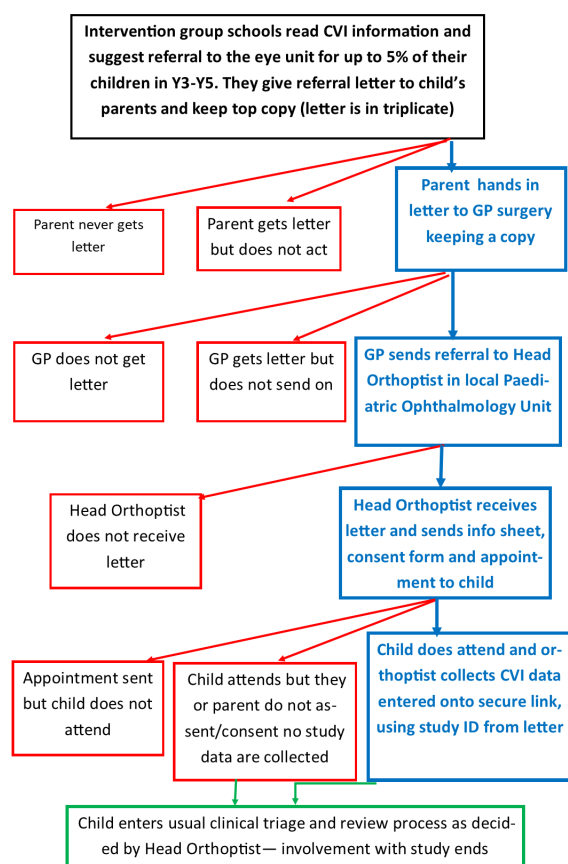 Intervention group schools read CVI information and
suggest referral to the eye unit for up to 5% of their
children in Y3-Y5. They give referral letter to child's
parents and keep top copy (letter is in triplicate)
Parent never gets
letter
Parent gets letter
but does not act
Parent hands in
letter to GP surgery
keeping a copy
GP does not get
letter
GP gets letter but
does not send on
GP sends referral to Head
Orthoptist in local Paedi-
atric Ophthalmology Unit
Head Orthoptist
does not receive
letter
Head Orthoptist receives
letter and sends info sheet,
consent form and appoint-
ment to child
Appointment sent
but child does not
attend
Child attends but they
or parent do not as-
sent/consent no study
data are collected
Child does attend and or-
thoptist collects CVI data
entered onto secure link,
using study ID from letter
Child enters usual clinical triage and review process as decid-
ed by Head Orthoptist— involvement with study ends